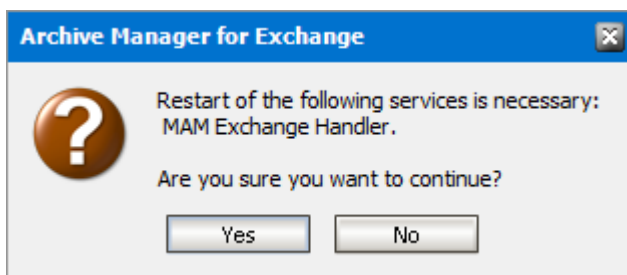 Archive Manager for Exchange
Restart of the following services is necessary:
MAM Exchange Handler.
Are you sure you want to continue?
Yes
No